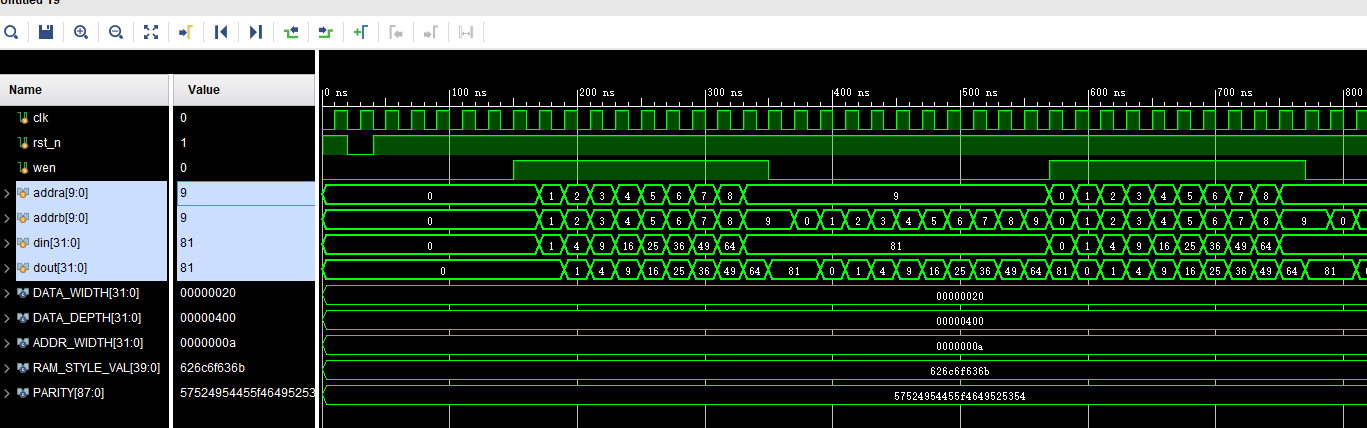 Untitled 19
Name Value 0 ns 100 ns 200 ns 300 ns 400 ns 500 ns 600 ns 700 ns 800
clk 0
rst_n 1
wen 0
addra[9:0] 9 0 1 2 3 4 5 6 7 8 9 0 1 2 3 4 5 6 7 8
addrb[9:0] 9 0 1 2 3 4 5 6 7 8 9 0 1 2 3 4 5 6 7 8 9 0 1 2 3 4 5 6 7 8 9 0
din[31:0] 81 0 1 4 9 16 25 36 49 64 81 0 1 4 9 16 25 36 49 64
dout[31:0] 81 0 1 4 9 16 25 36 49 64 81 0 1 4 9 16 25 36 49 64 81 0 1 4 9 16 25 36 49 64 81
DATA_WIDTH[31:0] 00000020 00000020
DATA_DEPTH[31:0] 00000400 00000400
ADDR_WIDTH[31:0] 0000000a 0000000a
RAM_STYLE_VAL[39:0] 626c6f636b 626c6f636b
PARITY[87:0] 57524954455f46495253 57524954455f4649525354